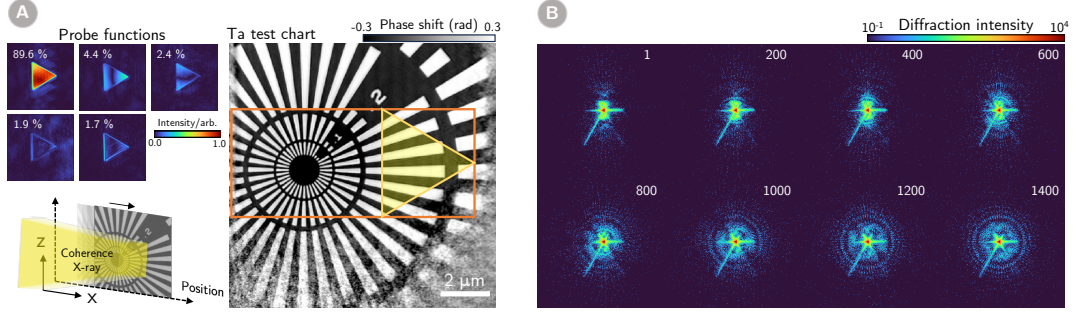 A
Probe functions
89.6 %
4.4 %
2.4 %
1.9 %
1.7 %
Intensity/arb.
0.0
1.0
Z
X
Coherence
X-ray
Position
Ta test chart
Phase shift (rad)
-0.3
0.3
2
1
2 μm
B
Diffraction intensity
10-1
104
1
200
400
600
800
1000
1200
1400